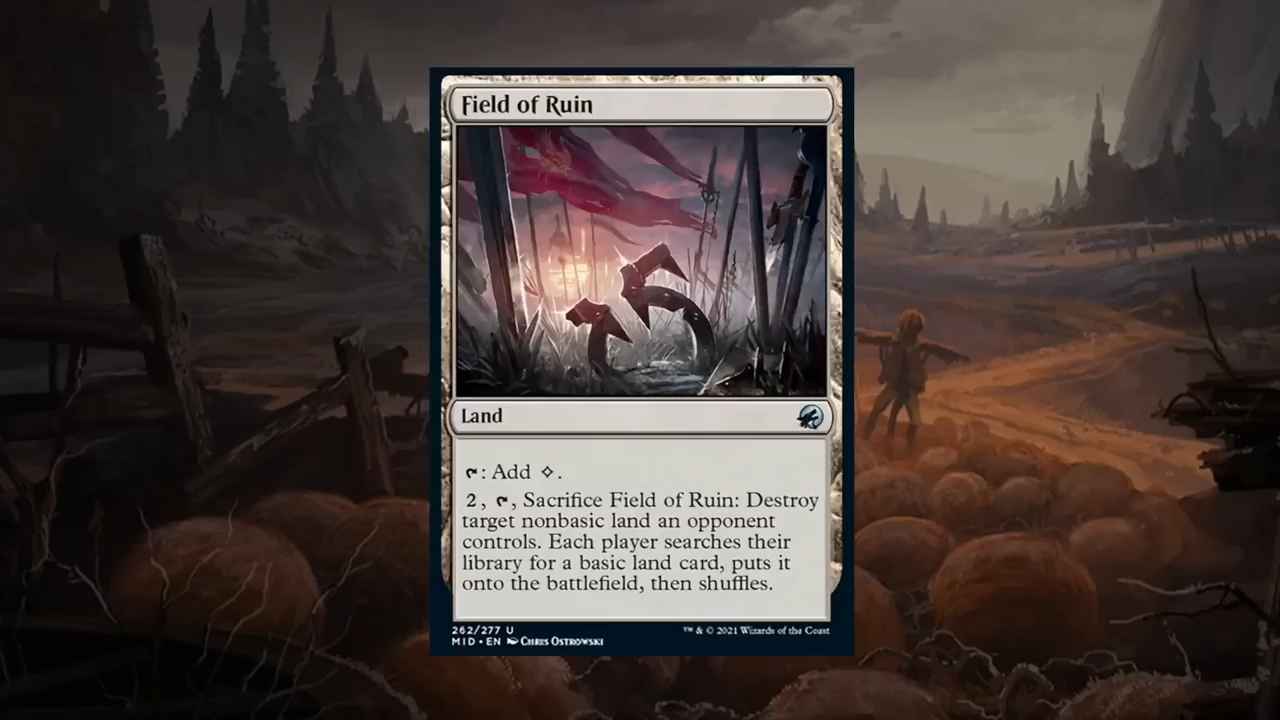 Field of Ruin
Land
: Add .
2, , Sacrifice Field of Ruin: Destroy
target nonbasic land an opponent
controls. Each player searches their
library for a basic land card, puts it
onto the battlefield, then shuffles.
262/277 U
MID • EN Chris Ostrowski
™ & © 2021 Wizards of the Coast